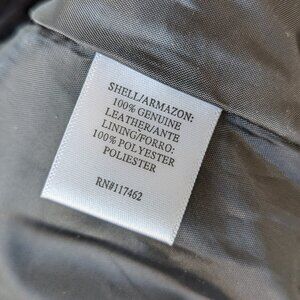 SHELL/ARMAZON:
100% GENUINE
LEATHER/ANTE
LINING/FORRO:
100% POLYESTER
POLIESTER
RN#117462